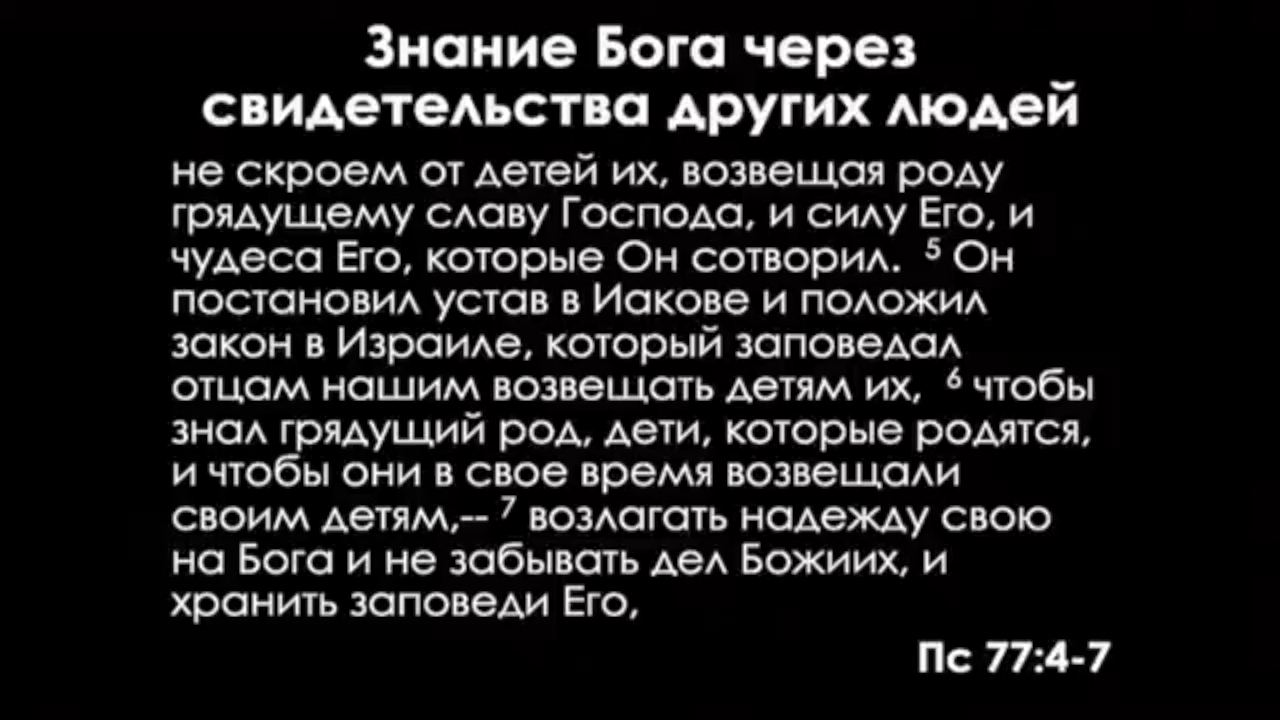 Знание Бога через
свидетельства других людей
не скроем от детей их, возвещая роду
грядущему славу Господа, и силу Его, и
чудеса Его, которые Он сотворил. 5 Он
постановил устав в Иакове и положил
закон в Израиле, который заповедал
отцам нашим возвещать детям их, 6 чтобы
знал грядущий род, дети, которые родятся,
и чтобы они в свое время возвещали
своим детям,-- 7 возлагать надежду свою
на Бога и не забывать дел Божиих, и
хранить заповеди Его,
Пс 77:4-7